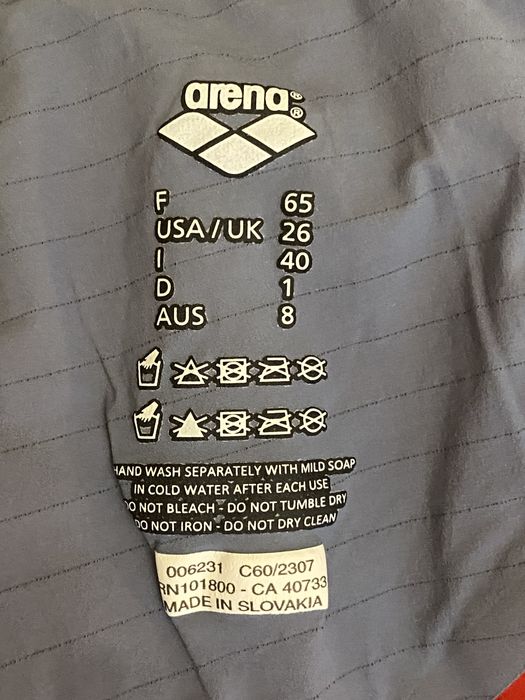 arena®
®
F 65
USA/UK 26
I 40
D 1
AUS 8
HAND WASH SEPARATELY WITH MILD SOAP
IN COLD WATER AFTER EACH USE
DO NOT BLEACH - DO NOT TUMBLE DRY
DO NOT IRON - DO NOT DRY CLEAN
006231 C60/2307
RN101800 - CA 40733
MADE IN SLOVAKIA